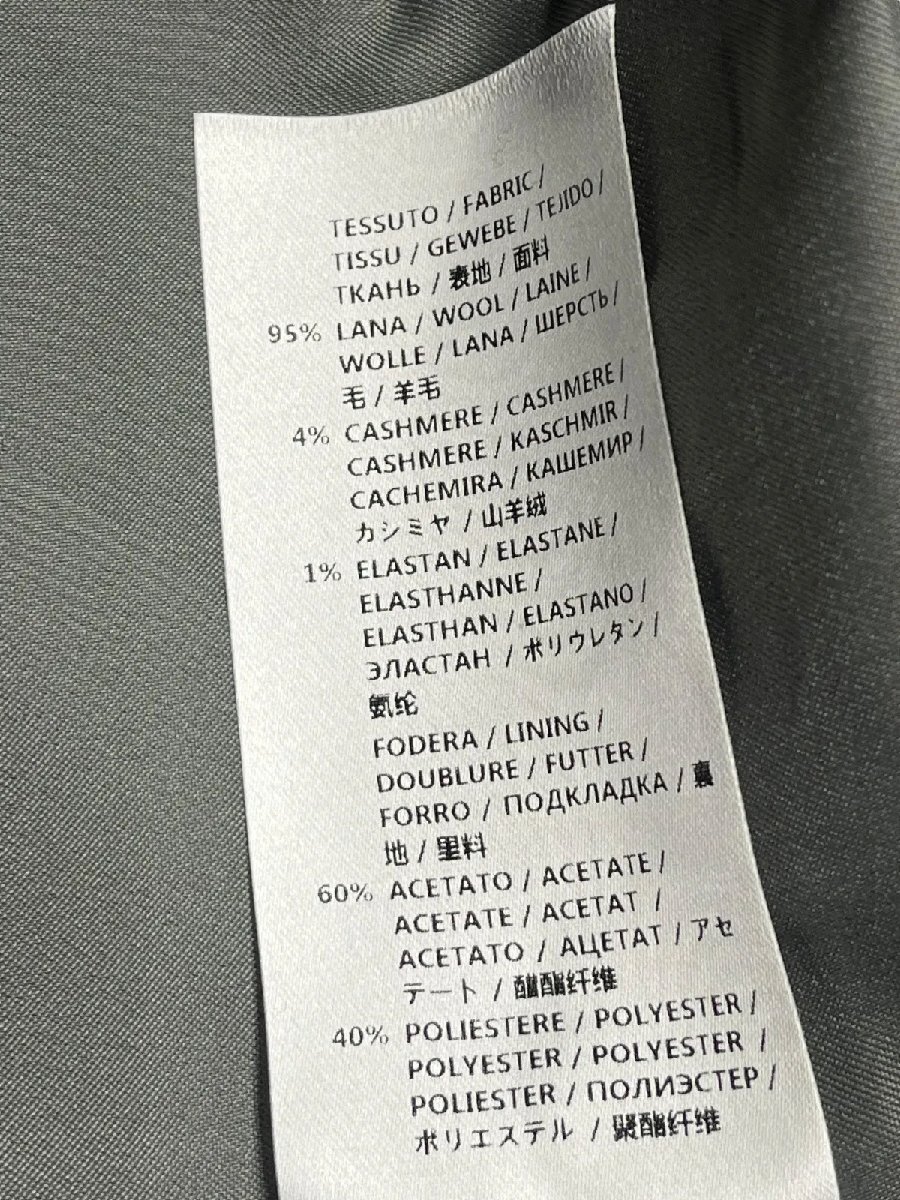 TESSUTO / FABRIC /
TISSU / GEWEBE / TEJIDO /
ТКАНЬ / 表地 / 面料
95% LANA / WOOL / LAINE /
WOLLE / LANA / ШЕРСТЬ /
毛 / 羊毛
4% CASHMERE / CASHMERE /
CASHMERE / KASCHMIR /
CACHEMIRA / КАШЕМИР /
カシミヤ / 山羊绒
1% ELASTAN / ELASTANE /
ELASTHANNE /
ELASTHAN / ELASTANO /
ЭЛАСТАН / ポリウレタン /
氨纶
FODERA / LINING /
DOUBLURE / FUTTER /
FORRO / ПОДКЛАДКА / 裏
地 / 里料
60% ACETATO / ACETATE /
ACETATE / ACETAT /
ACETATO / АЦЕТАТ / アセ
テート / 醋酯纤维
40% POLIESTERE / POLYESTER /
POLYESTER / POLYESTER /
POLIESTER / ПОЛИЭСТЕР /
ポリエステル / 聚酯纤维